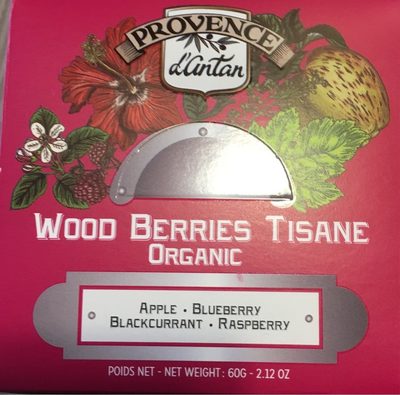 PROVENCE
d'antan
WOOD BERRIES TISANE
ORGANIC
APPLE · BLUEBERRY
BLACKCURRANT · RASPBERRY
POIDS NET - NET WEIGHT : 60G - 2.12 OZ